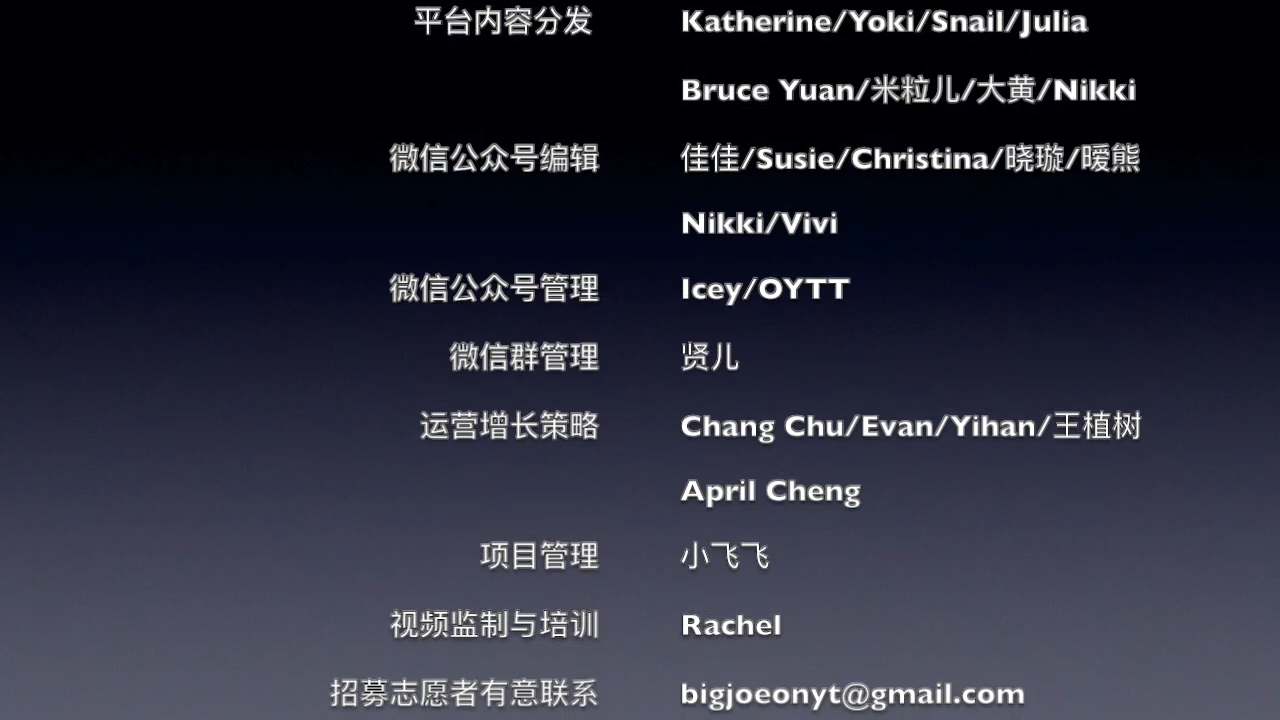 平台内容分发 Katherine/Yoki/Snail/Julia
Bruce Yuan/米粒儿/大黄/Nikki
微信公众号编辑 佳佳/Susie/Christina/晓璇/暖熊
Nikki/Vivi
微信公众号管理 Icey/OYTT
微信群管理 贤儿
运营增长策略 Chang Chu/Evan/Yihan/王植树
April Cheng
项目管理 小飞飞
视频监制与培训 Rachel
招募志愿者有意联系 bigjoeonyt@gmail.com